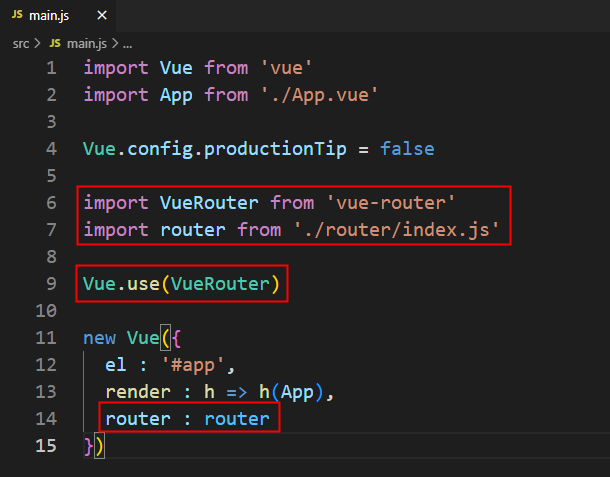 JS main.js ×
src > JS main.js > ...
1 import Vue from 'vue'
2 import App from './App.vue'
3
4 Vue.config.productionTip = false
5
6 import VueRouter from 'vue-router'
7 import router from './router/index.js'
8
9 Vue.use(VueRouter)
10
11 new Vue({
12   el : '#app',
13   render : h => h(App),
14   router : router
15 })